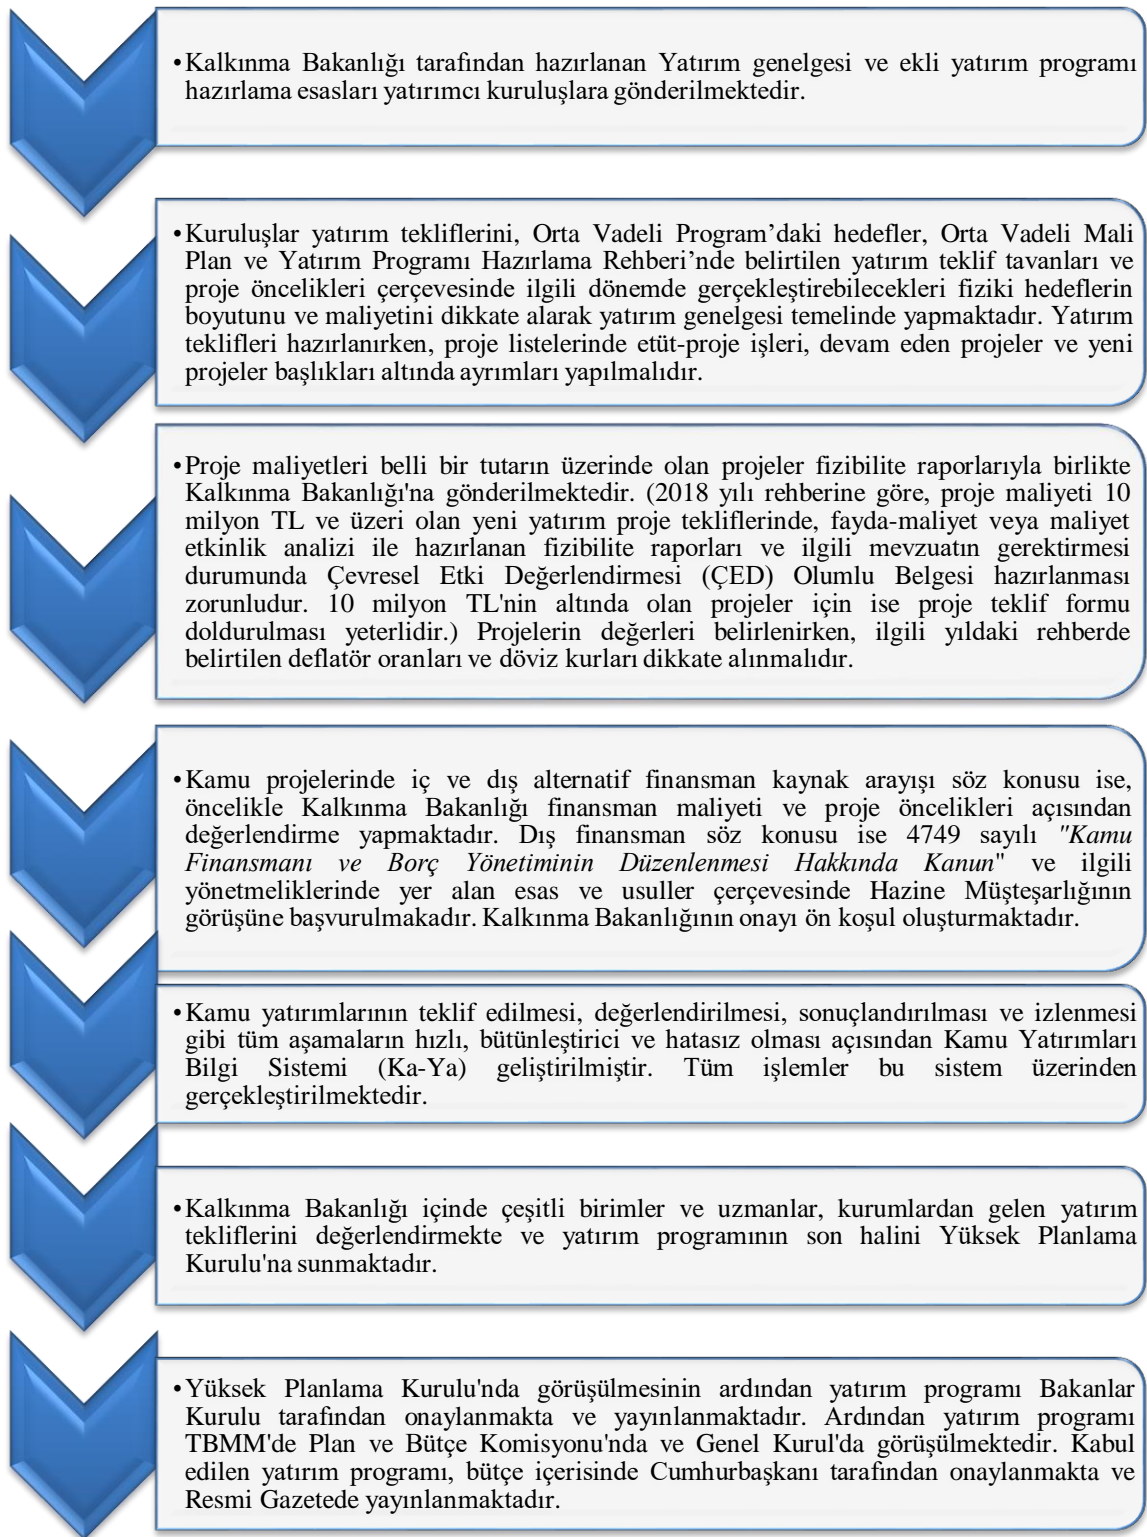 •Kalkınma Bakanlığı tarafından hazırlanan Yatırım genelgesi ve ekli yatırım programı
hazırlama esasları yatırımcı kuruluşlara gönderilmektedir.
•Kuruluşlar yatırım tekliflerini, Orta Vadeli Program’daki hedefler, Orta Vadeli Mali
Plan ve Yatırım Programı Hazırlama Rehberi’nde belirtilen yatırım teklif tavanları ve
proje öncelikleri çerçevesinde ilgili dönemde gerçekleştirebilecekleri fiziki hedeflerin
boyutunu ve maliyetini dikkate alarak yatırım genelgesi temelinde yapmaktadır. Yatırım
teklifleri hazırlanırken, proje listelerinde etüt-proje işleri, devam eden projeler ve yeni
projeler başlıkları altında ayrımları yapılmalıdır.
•Proje maliyetleri belli bir tutarın üzerinde olan projeler fizibilite raporlarıyla birlikte
Kalkınma Bakanlığı'na gönderilmektedir. (2018 yılı rehberine göre, proje maliyeti 10
milyon TL ve üzeri olan yeni yatırım proje tekliflerinde, fayda-maliyet veya maliyet
etkinlik analizi ile hazırlanan fizibilite raporları ve ilgili mevzuatın gerektirmesi
durumunda Çevresel Etki Değerlendirmesi (ÇED) Olumlu Belgesi hazırlanması
zorunludur. 10 milyon TL'nin altında olan projeler için ise proje teklif formu
doldurulması yeterlidir.) Projelerin değerleri belirlenirken, ilgili yıldaki rehberde
belirtilen deflatör oranları ve döviz kurları dikkate alınmalıdır.
•Kamu projelerinde iç ve dış alternatif finansman kaynak arayışı söz konusu ise,
öncelikle Kalkınma Bakanlığı finansman maliyeti ve proje öncelikleri açısından
değerlendirme yapmaktadır. Dış finansman söz konusu ise 4749 sayılı "Kamu
Finansmanı ve Borç Yönetiminin Düzenlenmesi Hakkında Kanun" ve ilgili
yönetmeliklerinde yer alan esas ve usuller çerçevesinde Hazine Müşteşarlığının
görüşüne başvurulmakadır. Kalkınma Bakanlığının onayı ön koşul oluşturmaktadır.
•Kamu yatırımlarının teklif edilmesi, değerlendirilmesi, sonuçlandırılması ve izlenmesi
gibi tüm aşamaların hızlı, bütünleştirici ve hatasız olması açısından Kamu Yatırımları
Bilgi Sistemi (Ka-Ya) geliştirilmiştir. Tüm işlemler bu sistem üzerinden
gerçekleştirilmektedir.
•Kalkınma Bakanlığı içinde çeşitli birimler ve uzmanlar, kurumlardan gelen yatırım
tekliflerini değerlendirmekte ve yatırım programının son halini Yüksek Planlama
Kurulu'na sunmaktadır.
•Yüksek Planlama Kurulu'nda görüşülmesinin ardından yatırım programı Bakanlar
Kurulu tarafından onaylanmakta ve yayınlanmaktadır. Ardından yatırım programı
TBMM'de Plan ve Bütçe Komisyonu'nda ve Genel Kurul'da görüşülmektedir. Kabul
edilen yatırım programı, bütçe içerisinde Cumhurbaşkanı tarafından onaylanmakta ve
Resmi Gazetede yayınlanmaktadır.